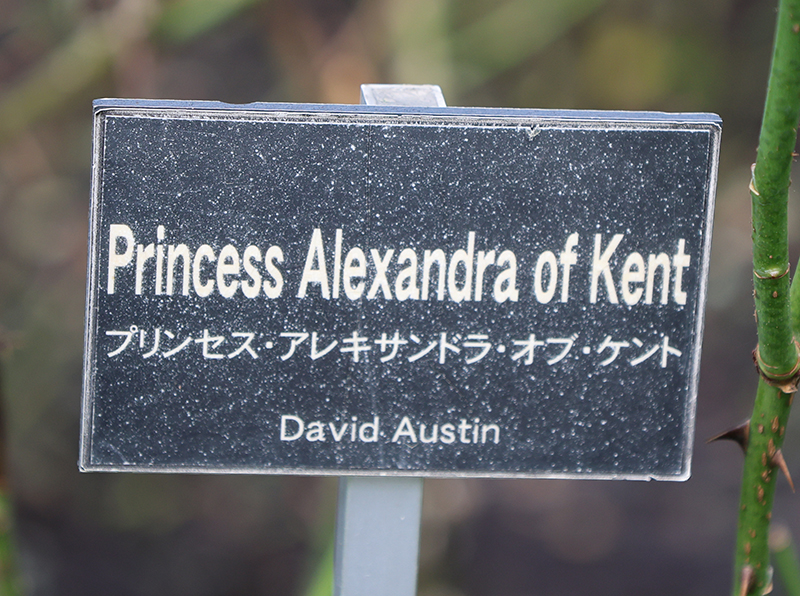 Princess Alexandra of Kent
プリンセス・アレキサンドラ・オブ・ケント
David Austin